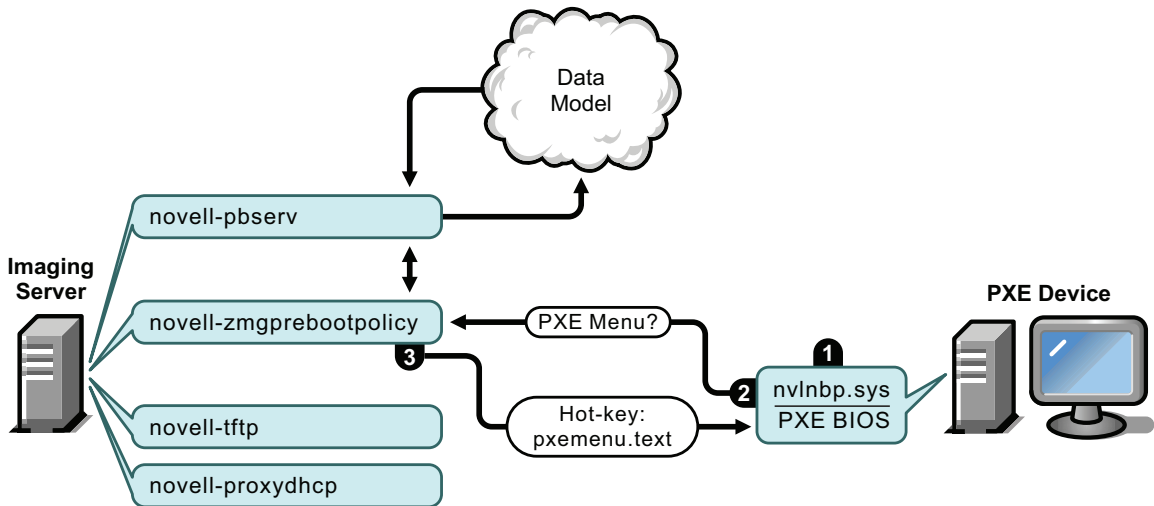 Data
Model
novell-pbserv
Imaging
Server
novell-zmgprebootpolicy
PXE Menu?
PXE Device
3
1
2
nvlnbp.sys
PXE BIOS
Hot-key:
pxemenu.text
novell-tftp
novell-proxydhcp